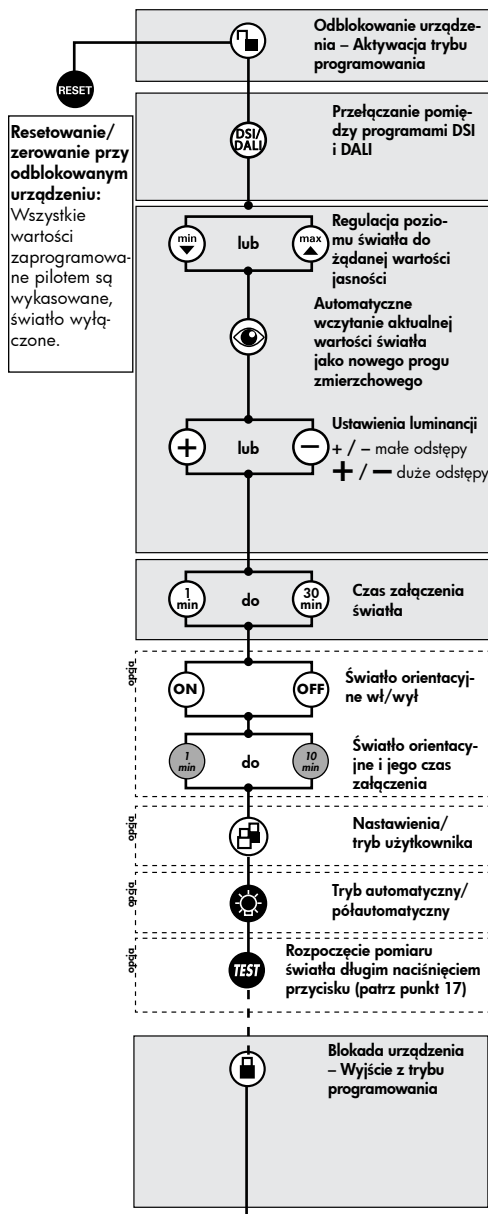 Odblokowanie urządze-
nia – Aktywacja trybu
programowania
RESET
Resetowanie/
zerowanie przy
odblokowanym
urządzeniu:
Wszystkie
wartości
zaprogramowa-
ne pilotem są
wykasowane,
światło wyłą-
czone.
DSI/
DALI
Przełączanie pomię-
dzy programami DSI
i DALI
min
lub
max
Regulacja pozio-
mu światła do
żądanej wartości
jasności
Automatyczne
wczytanie aktualnej
wartości światła
jako nowego progu
zmierzchowego
+
lub
–
Ustawienia luminancji
+ / – małe odstępy
+ / – duże odstępy
1
min
do
30
min
Czas załączenia
światła
ON
OFF
Światło orientacyj-
ne wł/wył
1
min
do
10
min
Światło orientacy-
jne i jego czas
załączenia
Nastawienia/
tryb użytkownika
Tryb automatyczny/
półautomatyczny
TEST
Rozpoczęcie pomiaru
światła długim naciśnięciem
przycisku (patrz punkt 17)
Blokada urządzenia
– Wyjście z trybu
programowania